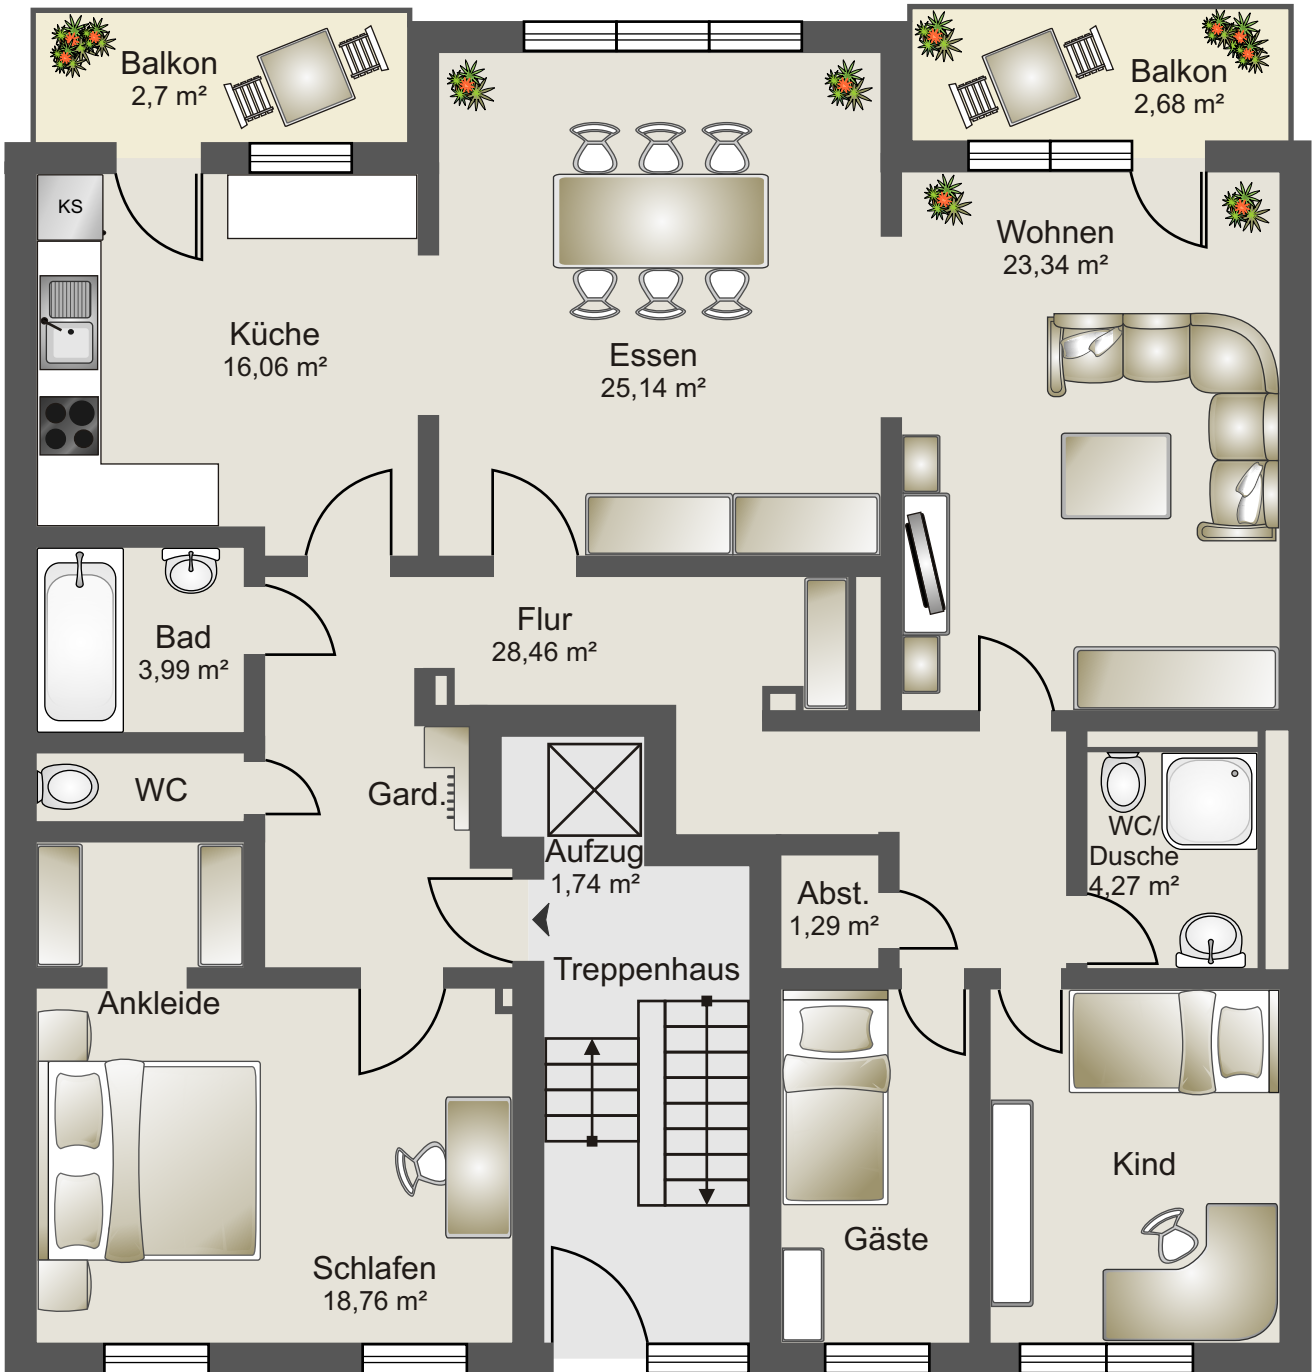 Balkon
2,7 m²
Balkon
2,68 m²
KS
Wohnen
23,34 m²
Küche
16,06 m²
Essen
25,14 m²
Flur
28,46 m²
Bad
3,99 m²
WC
Gard.
Aufzug
1,74 m²
WC/
Dusche
4,27 m²
Abst.
1,29 m²
Treppenhaus
Ankleide
Kind
Gäste
Schlafen
18,76 m²